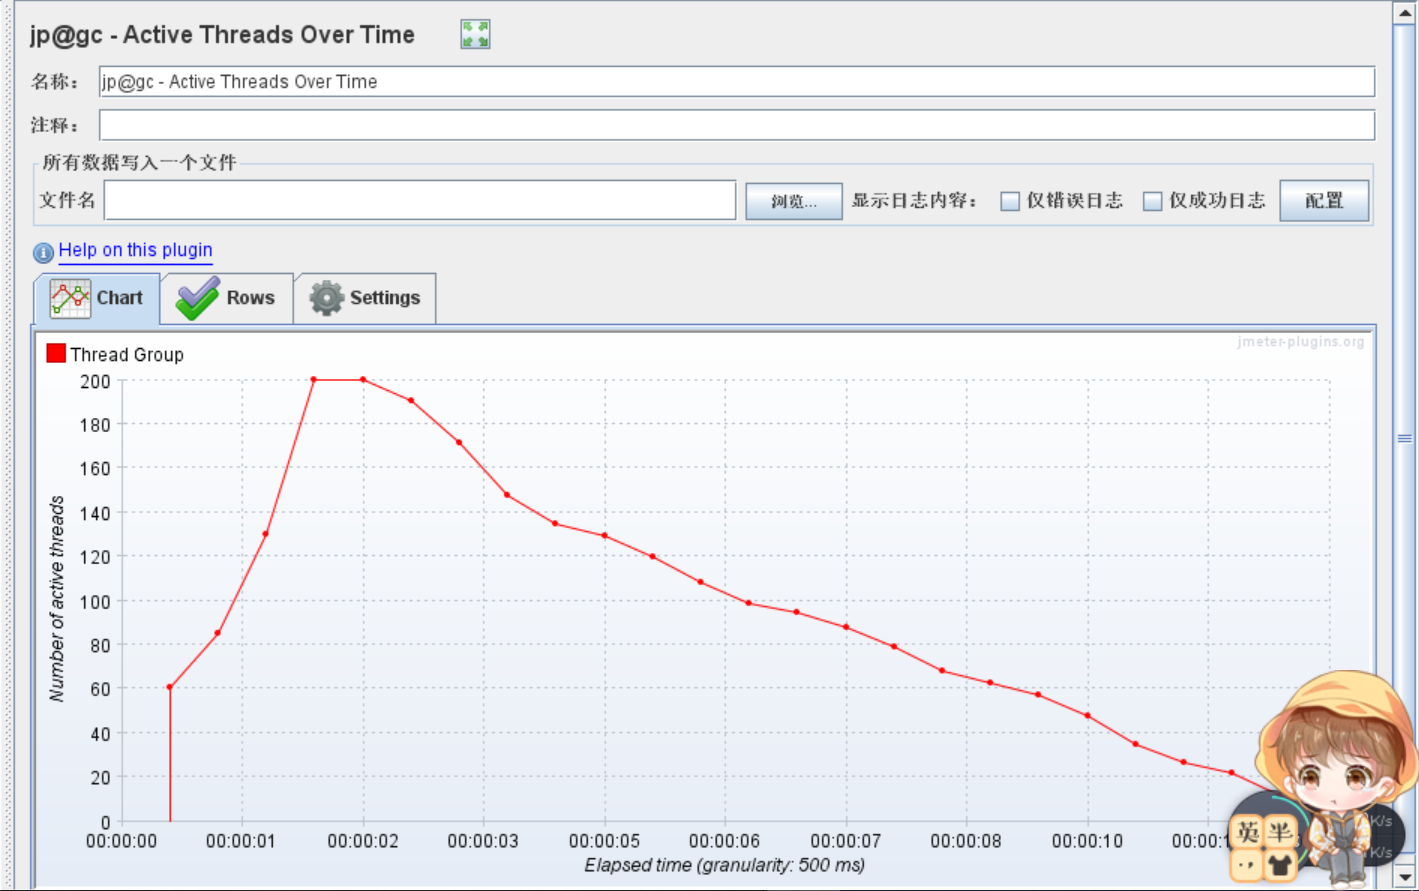 jp@gc - Active Threads Over Time
名称： jp@gc - Active Threads Over Time
注释：
所有数据写入一个文件
文件名 浏览... 显示日志内容： 仅错误日志 仅成功日志 配置
Help on this plugin
Chart Rows Settings
jmeter-plugins.org
Thread Group
200
180
160
140
120
100
80
60
40
20
0
Number of active threads
00:00:00 00:00:01 00:00:02 00:00:03 00:00:05 00:00:06 00:00:07 00:00:08 00:00:10
Elapsed time (granularity: 500 ms)
英 半
K/s
K/s